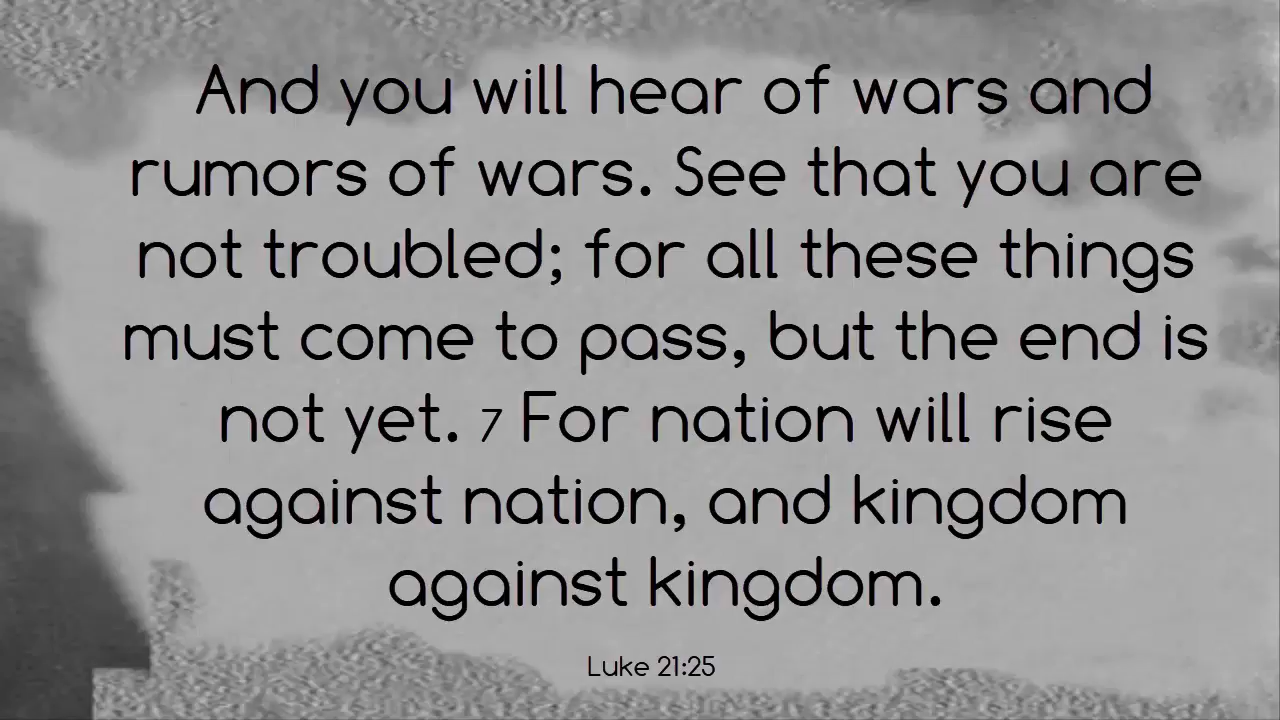 And you will hear of wars and
rumors of wars. See that you are
not troubled; for all these things
must come to pass, but the end is
not yet. 7 For nation will rise
against nation, and kingdom
against kingdom.
Luke 21:25